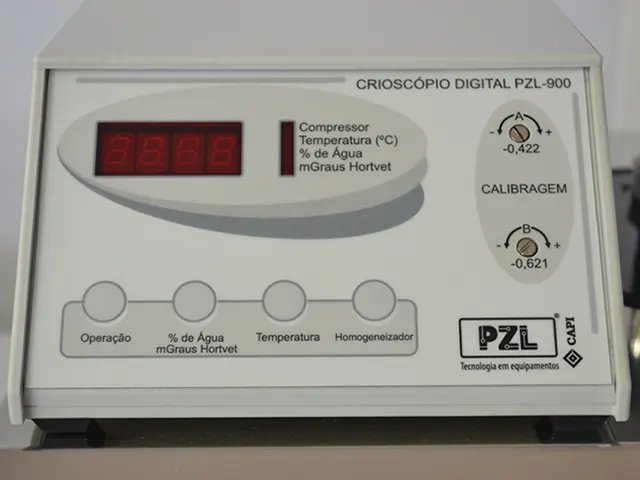 CRIOSCÓPIO DIGITAL PZL-900
Compressor
Temperatura (ºC)
% de Água
mGraus Hortvet
A
- +
-0,422
CALIBRAGEM
B
- +
-0,621
Operação
% de Água
mGraus Hortvet
Temperatura
Homogeneizador
PZL®
Tecnologia em equipamentos
CAPI